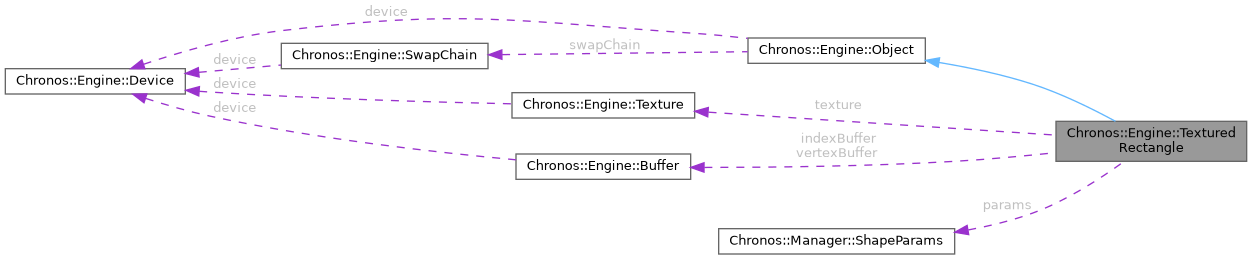 device
Chronos::Engine::Object
swapChain
Chronos::Engine::SwapChain
device
Chronos::Engine::Device
device
Chronos::Engine::Texture
texture
device
Chronos::Engine::Textured
Rectangle
indexBuffer
vertexBuffer
Chronos::Engine::Buffer
params
Chronos::Manager::ShapeParams